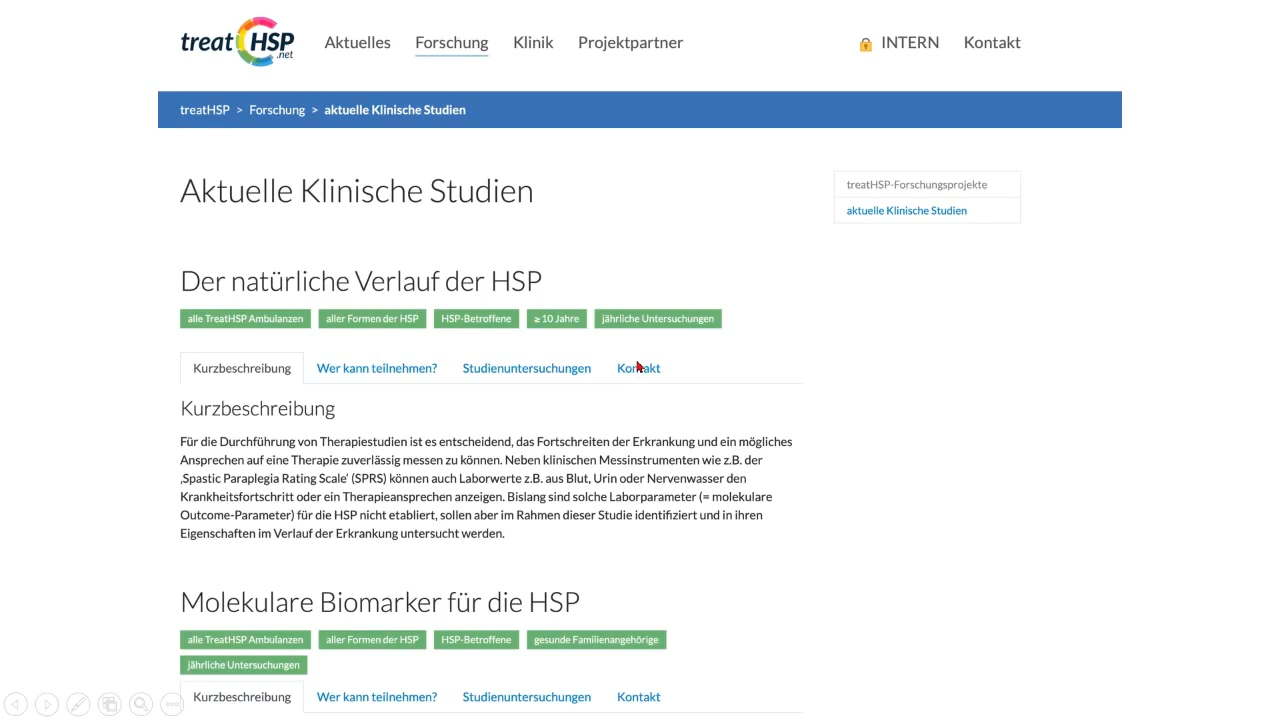 treat HSP .net
Aktuelles Forschung Klinik Projektpartner INTERN Kontakt
treatHSP > Forschung > aktuelle Klinische Studien
Aktuelle Klinische Studien
treatHSP-Forschungsprojekte
aktuelle Klinische Studien
Der natürliche Verlauf der HSP
alle TreatHSP Ambulanzen aller Formen der HSP HSP-Betroffene ≥ 10 Jahre jährliche Untersuchungen
Kurzbeschreibung Wer kann teilnehmen? Studienuntersuchungen Kontakt
Kurzbeschreibung
Für die Durchführung von Therapiestudien ist es entscheidend, das Fortschreiten der Erkrankung und ein mögliches
Ansprechen auf eine Therapie zuverlässig messen zu können. Neben klinischen Messinstrumenten wie z.B. der
‚Spastic Paraplegia Rating Scale' (SPRS) können auch Laborwerte z.B. aus Blut, Urin oder Nervenwasser den
Krankheitsfortschritt oder ein Therapieansprechen anzeigen. Bislang sind solche Laborparameter (= molekulare
Outcome-Parameter) für die HSP nicht etabliert, sollen aber im Rahmen dieser Studie identifiziert und in ihren
Eigenschaften im Verlauf der Erkrankung untersucht werden.
Molekulare Biomarker für die HSP
alle TreatHSP Ambulanzen aller Formen der HSP HSP-Betroffene gesunde Familienangehörige
jährliche Untersuchungen
Kurzbeschreibung Wer kann teilnehmen? Studienuntersuchungen Kontakt